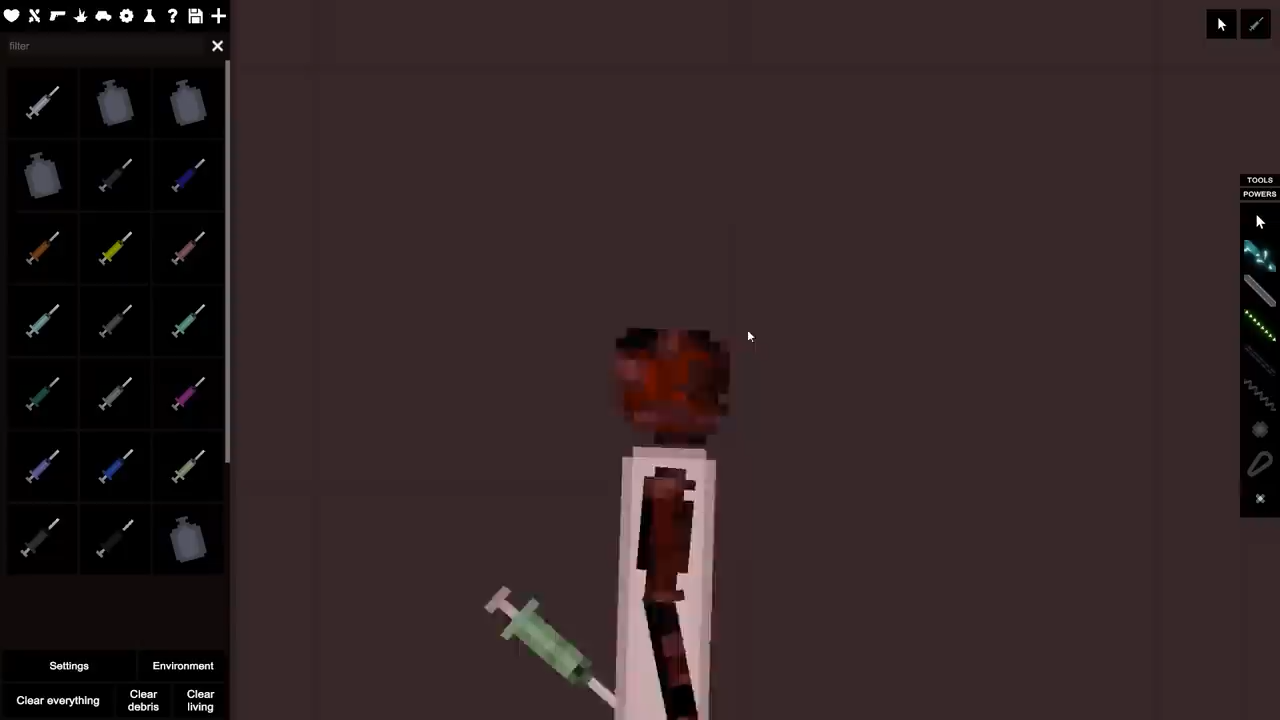 filter
TOOLS
POWERS
Settings
Environment
Clear everything
Clear
debris
Clear
living